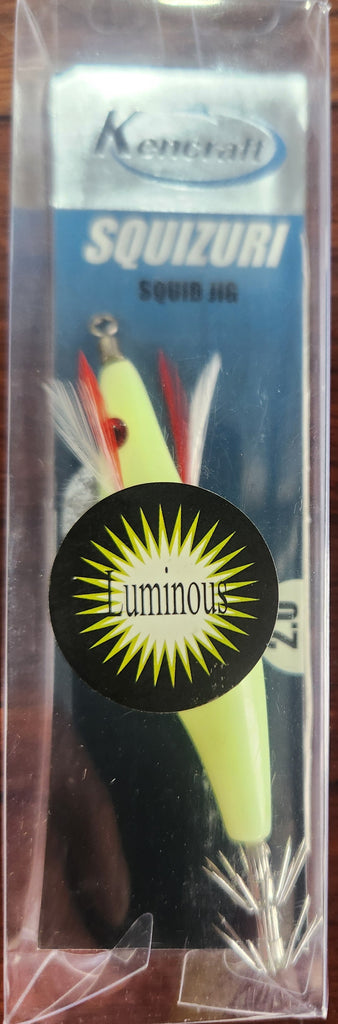 Kencraft
SQUIZURI
SQUID JIG
Luminous
2.0